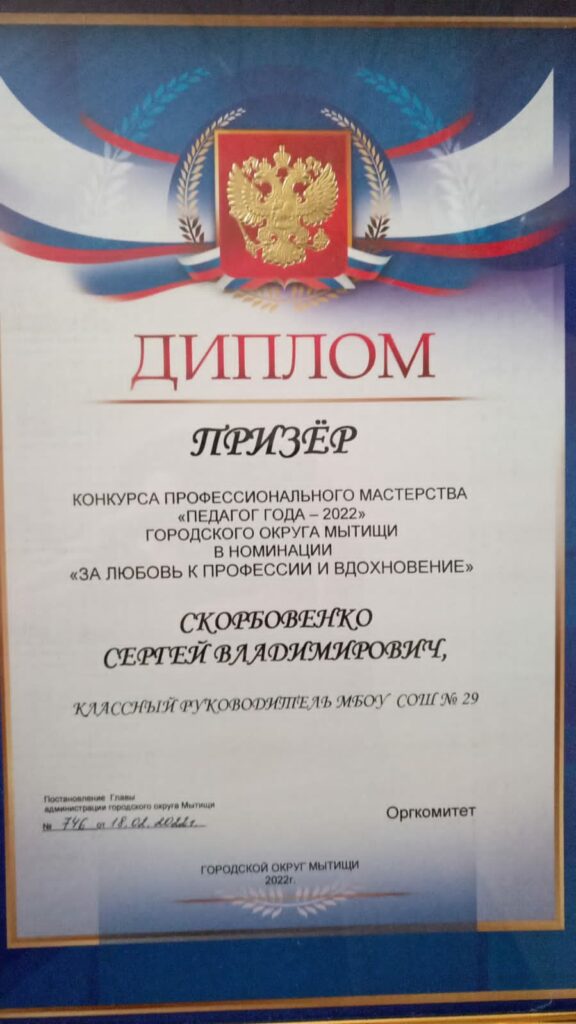 ДИПЛОМ
ПРИЗЁР
КОНКУРСА ПРОФЕССИОНАЛЬНОГО МАСТЕРСТВА
«ПЕДАГОГ ГОДА – 2022»
ГОРОДСКОГО ОКРУГА МЫТИЩИ
В НОМИНАЦИИ
«ЗА ЛЮБОВЬ К ПРОФЕССИИ И ВДОХНОВЕНИЕ»
СКОРБОВЕНКО
СЕРГЕЙ ВЛАДИМИРОВИЧ,
КЛАССНЫЙ РУКОВОДИТЕЛЬ МБОУ СОШ № 29
Постановление Главы
администрации городского округа Мытищи
№ 746 от 18.02.2022г.
Оргкомитет
ГОРОДСКОЙ ОКРУГ МЫТИЩИ
2022г.